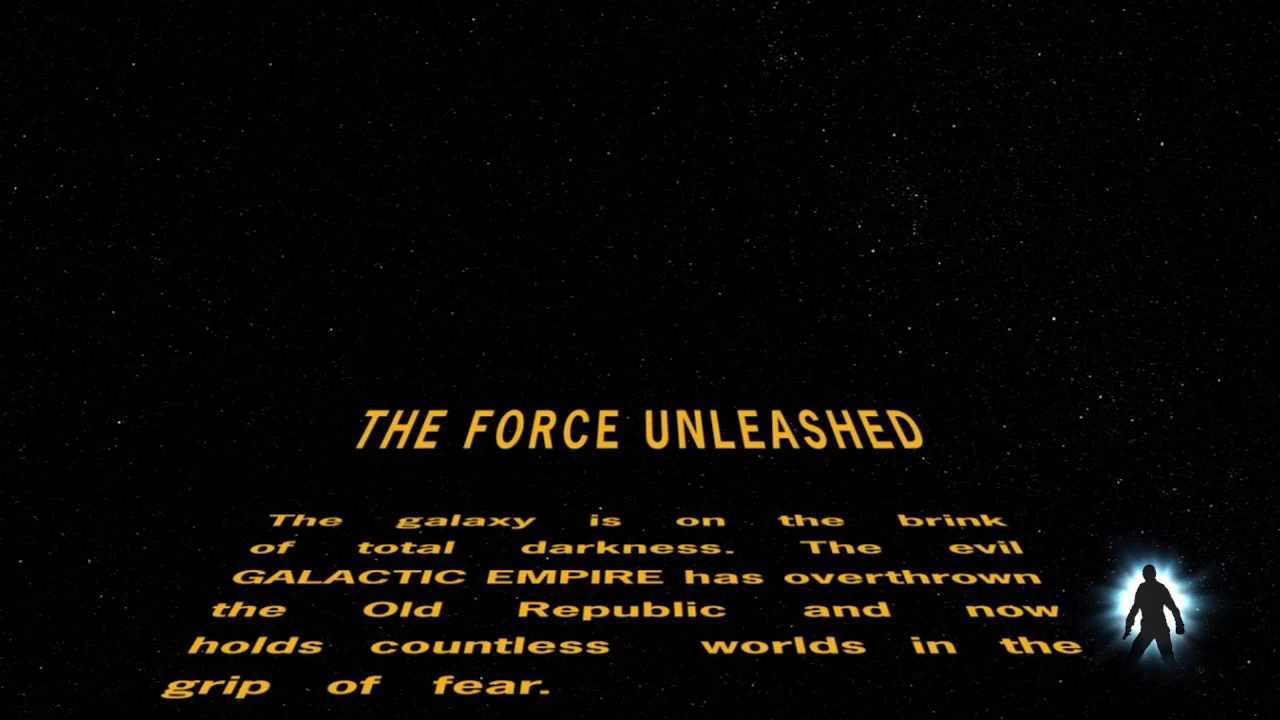 THE FORCE UNLEASHED
The galaxy is on the brink
of total darkness. The evil
GALACTIC EMPIRE has overthrown
the Old Republic and now
holds countless worlds in the
grip of fear.